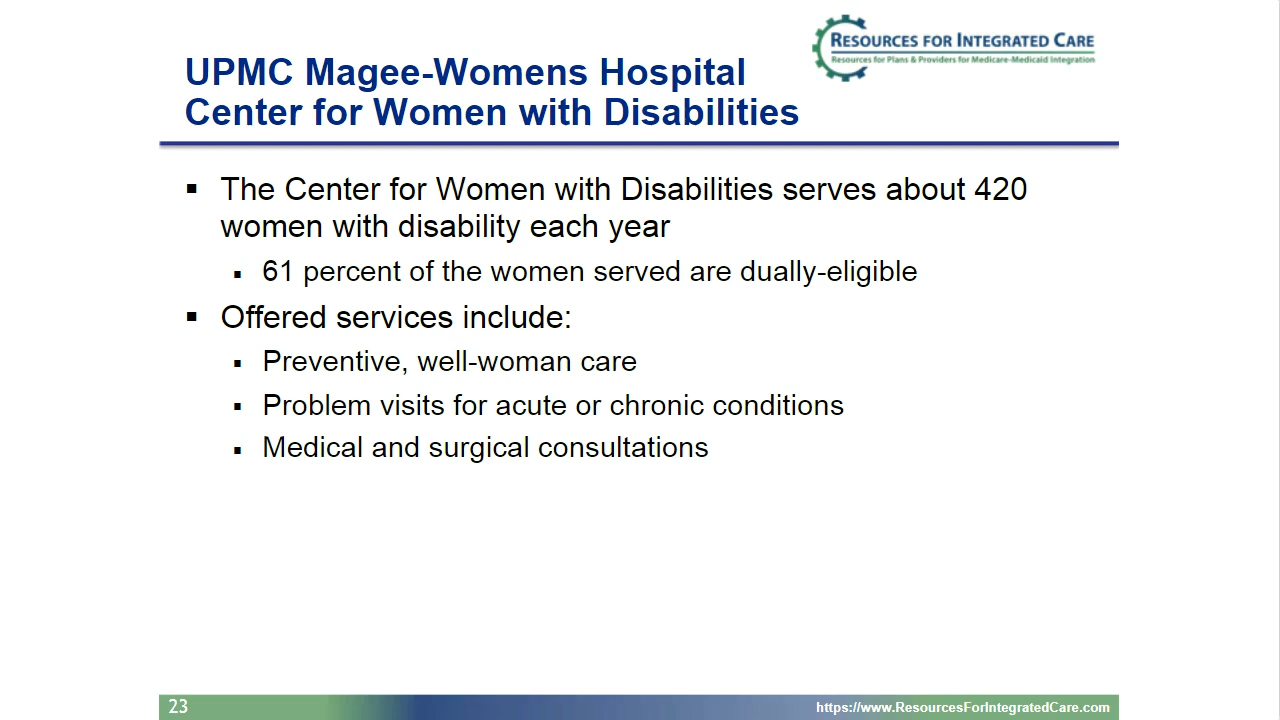 RESOURCES FOR INTEGRATED CARE
Resources for Plans & Providers for Medicare-Medicaid Integration
UPMC Magee-Womens Hospital
Center for Women with Disabilities
▪ The Center for Women with Disabilities serves about 420
women with disability each year
▪ 61 percent of the women served are dually-eligible
▪ Offered services include:
▪ Preventive, well-woman care
▪ Problem visits for acute or chronic conditions
▪ Medical and surgical consultations
23
https://www.ResourcesForIntegratedCare.com